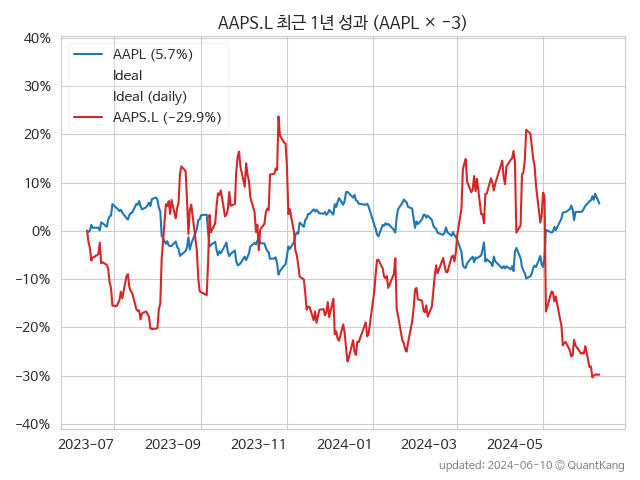 AAPS.L 최근 1년 성과 (AAPL × −3)
40%
30%
20%
10%
0%
−10%
−20%
−30%
−40%
AAPL (5.7%)
Ideal
Ideal (daily)
AAPS.L (−29.9%)
2023−07
2023−09
2023−11
2024−01
2024−03
2024−05
updated: 2024−06−10 © QuantKang